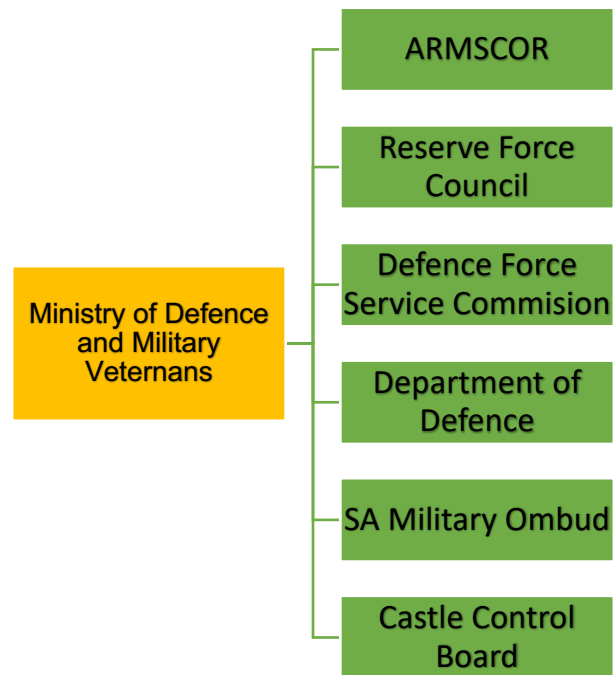 ARMSCOR
Reserve Force
Council
Defence Force
Service Commision
Ministry of Defence
and Military
Veternans
Department of
Defence
SA Military Ombud
Castle Control
Board